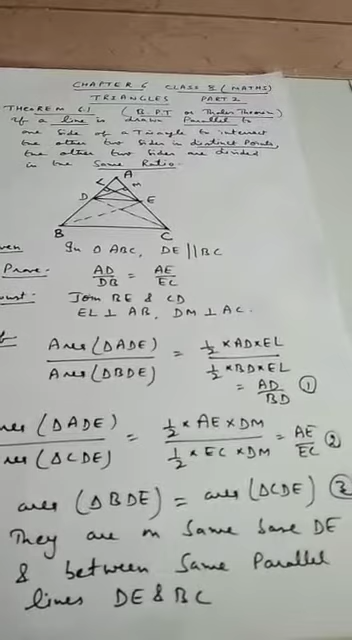 CHAPTER 6 CLASS 8 (MATHS)
TRIANGLES PART 2
THEOREM 6.1 (B.P.T or Thales Theorem)
If a line is drawn Parallel to
one side of a Triangle to intersect
the other two sides in distinct Points,
the other two sides are divided
in the Same Ratio.
A
L M
D E
B C
In Δ ABC, DE || BC
Prove: AD/DB = AE/EC
Join BE & CD
EL ⊥ AB, DM ⊥ AC.
Area (ΔADE) / Area (ΔBDE) = ½ × AD × EL / ½ × BD × EL
= AD/BD ①
(ΔADE) / (ΔCDE) = ½ × AE × DM / ½ × EC × DM = AE/EC ②
area (ΔBDE) = area (ΔCDE) ③
They are on Same base DE
& between Same Parallel
lines DE & BC